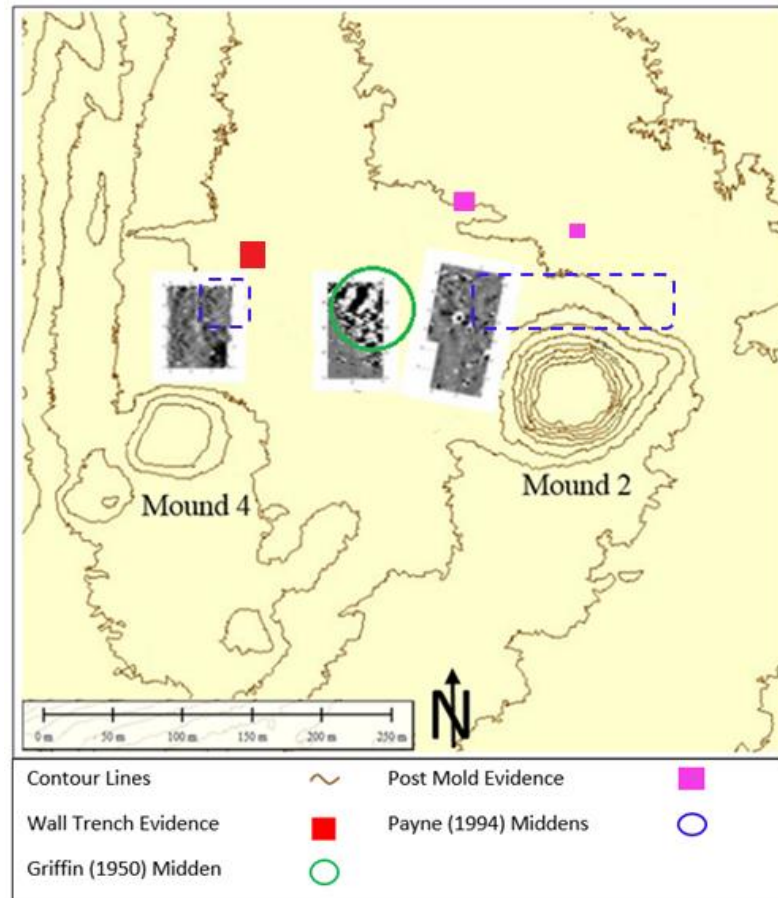 Mound 4
Mound 2
N
0 m 50 m 100 m 150 m 200 m 250 m
Contour Lines
Post Mold Evidence
Wall Trench Evidence
Payne (1994) Middens
Griffin (1950) Midden